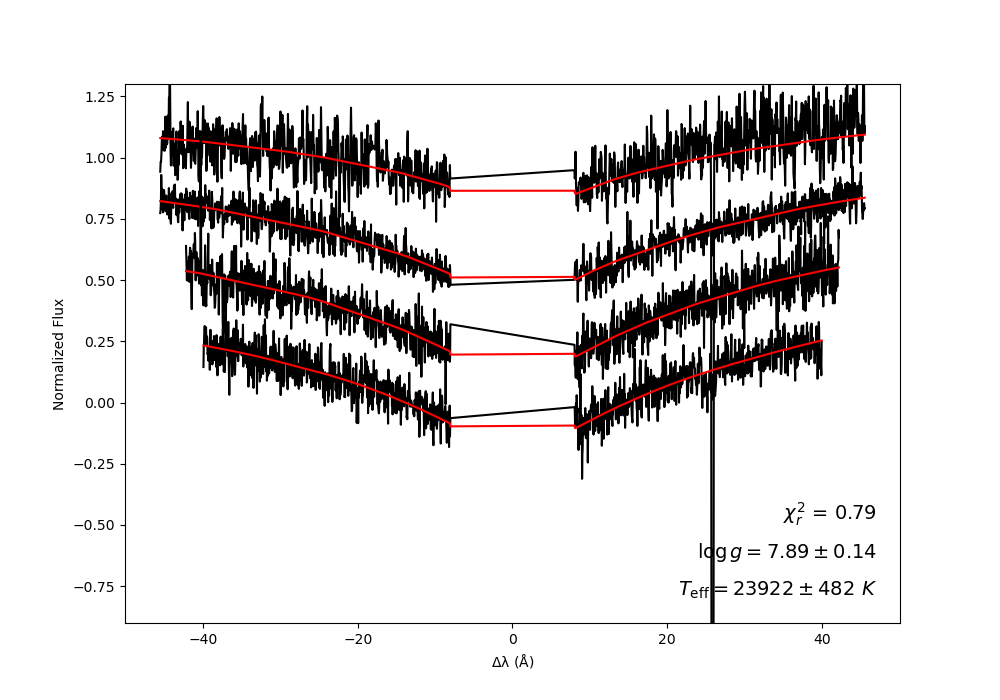 1.25
1.00
0.75
0.50
0.25
0.00
−0.25
−0.50
−0.75
Normalized Flux
χ²ᵣ = 0.79
log g = 7.89 ± 0.14
T_eff = 23922 ± 482 K
−40 −20 0 20 40
Δλ (Å)